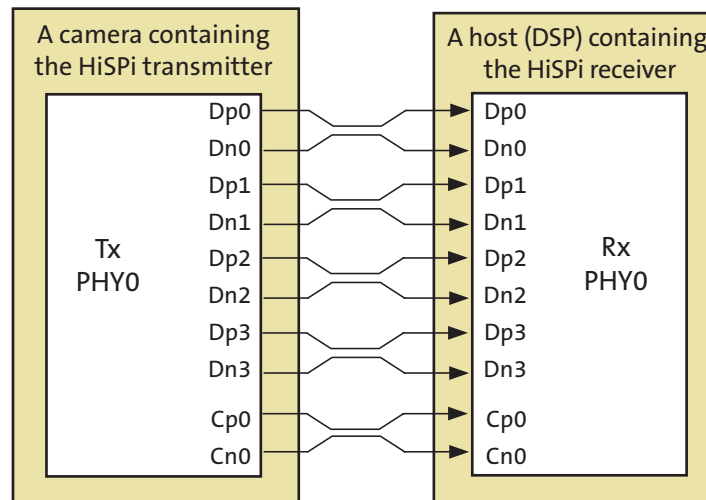 A camera containing
the HiSPi transmitter
Tx
PHY0
Dp0
Dn0
Dp1
Dn1
Dp2
Dn2
Dp3
Dn3
Cp0
Cn0
A host (DSP) containing
the HiSPi receiver
Dp0
Dn0
Dp1
Dn1
Dp2
Dn2
Dp3
Dn3
Cp0
Cn0
Rx
PHY0